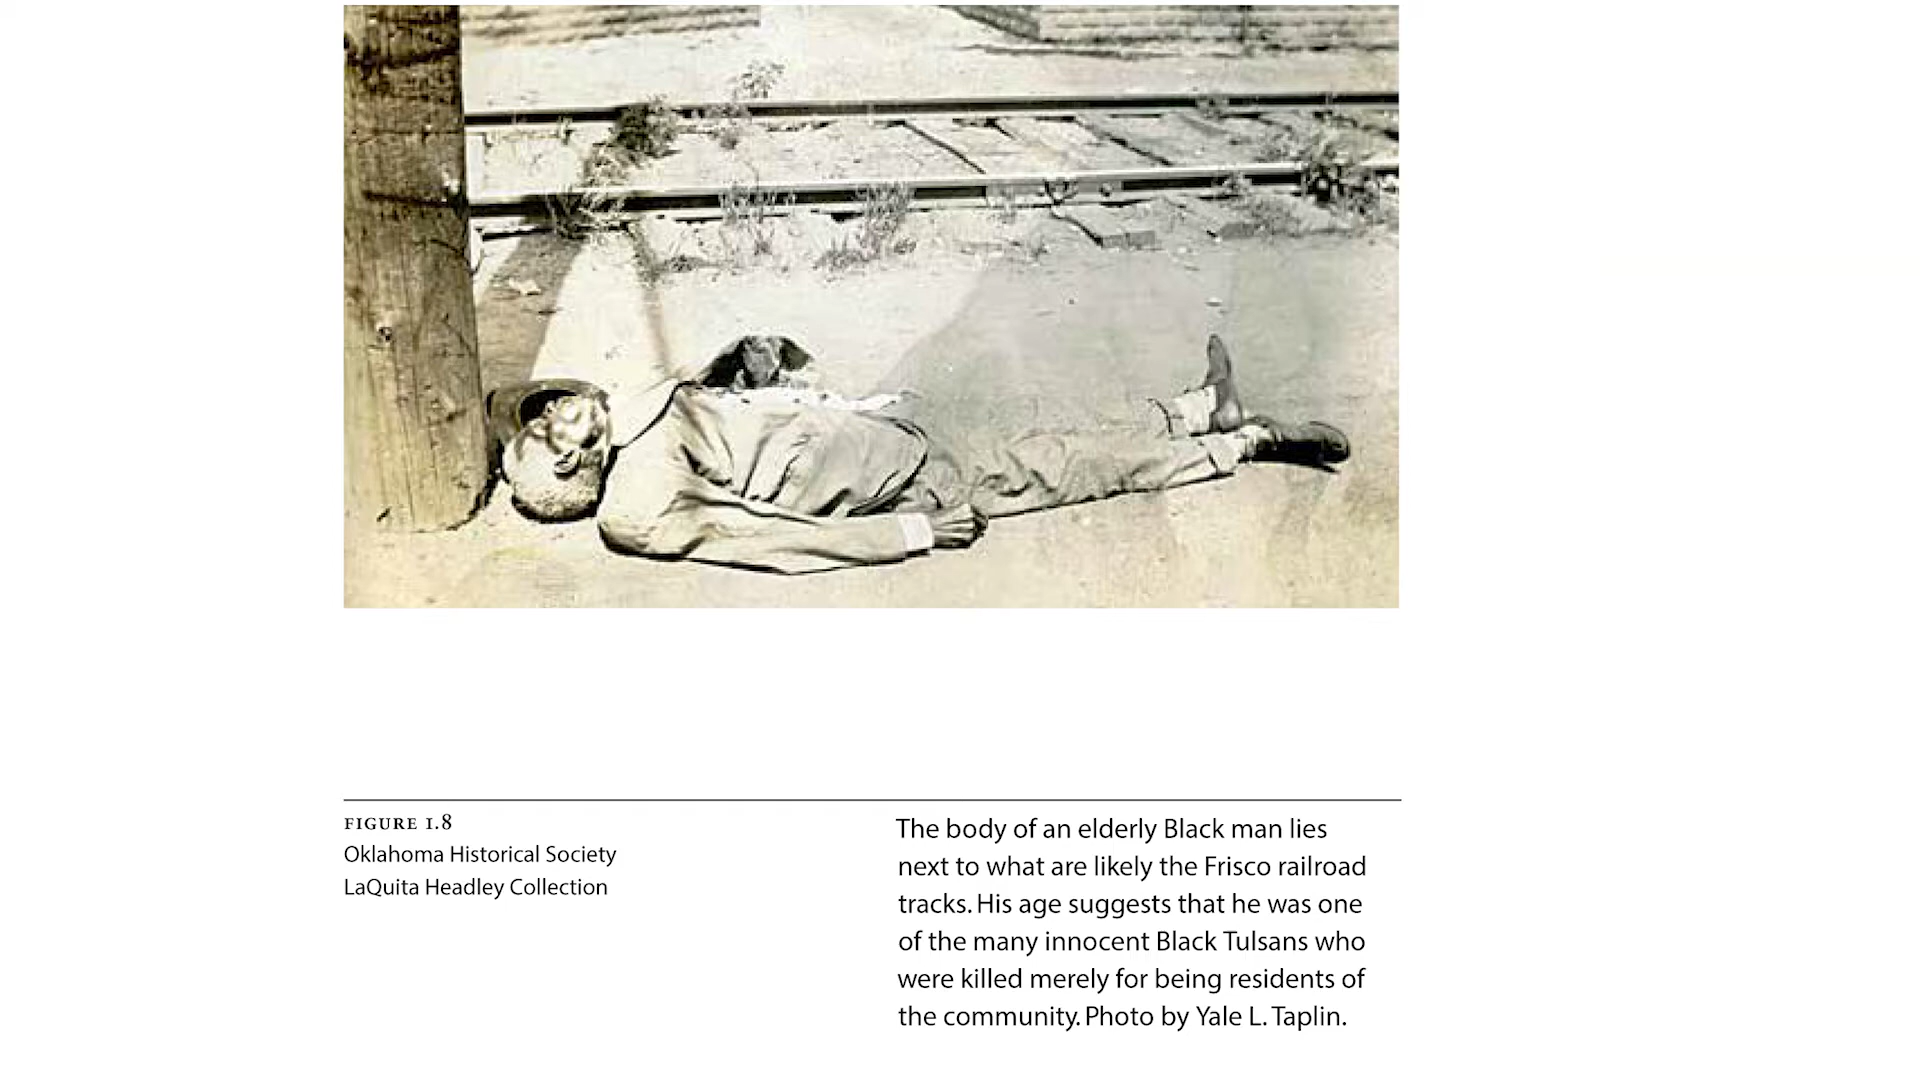 FIGURE 1.8
Oklahoma Historical Society
LaQuita Headley Collection
The body of an elderly Black man lies
next to what are likely the Frisco railroad
tracks. His age suggests that he was one
of the many innocent Black Tulsans who
were killed merely for being residents of
the community. Photo by Yale L. Taplin.